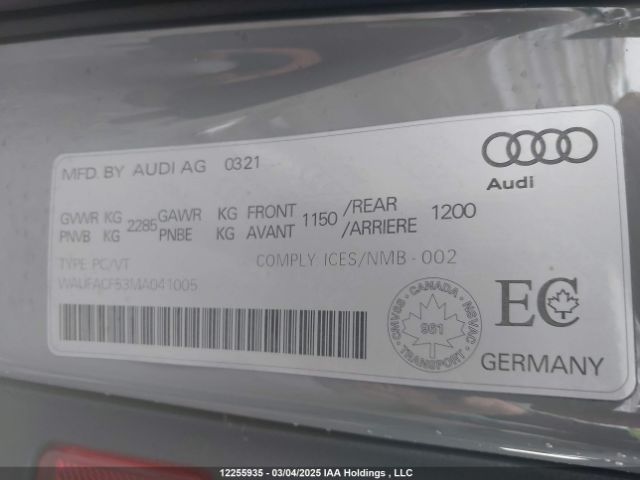 MFD. BY AUDI AG 0321
Audi
GVWR KG 2285 GAWR KG FRONT 1150 /REAR 1200
PNVB KG PNBE KG AVANT /ARRIERE
TYPE PC/VT COMPLY ICES/NMB-002
WAUFACF53MA041005
CMVSS - CANADA - NSVAC
961
TRANSPORT
EC
GERMANY
12255935 - 03/04/2025 IAA Holdings , LLC